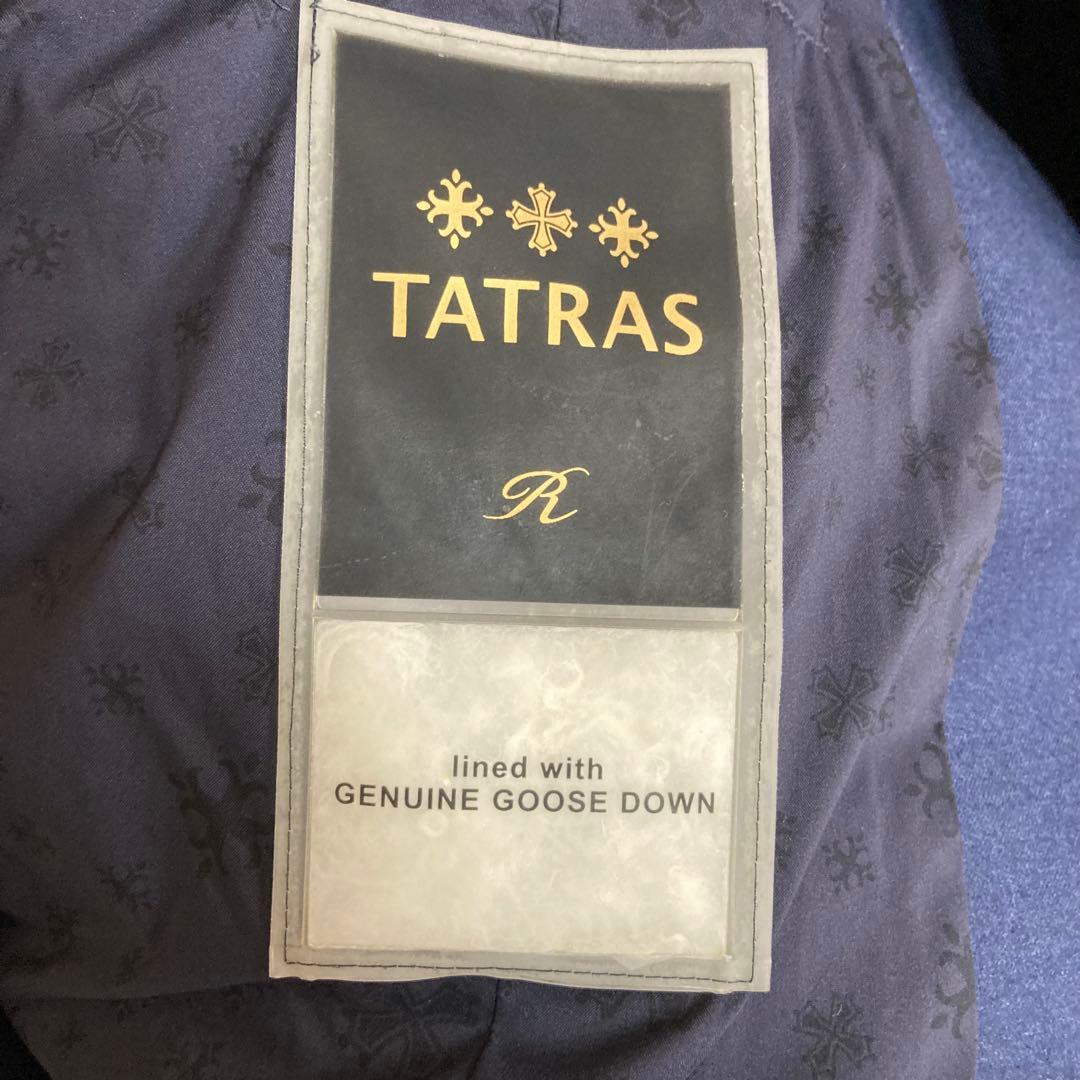 TATRAS
R
lined with
GENUINE GOOSE DOWN